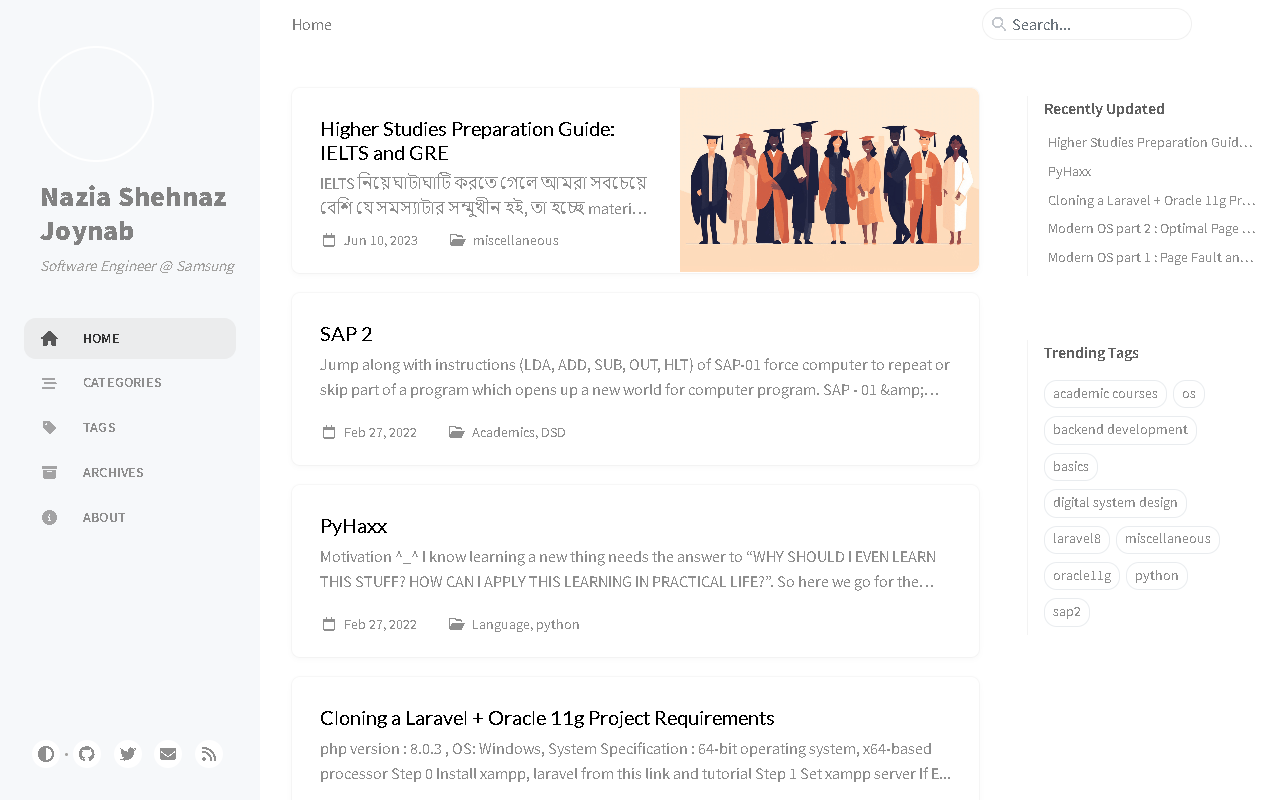 Nazia Shehnaz
Joynab
Software Engineer @ Samsung
HOME
CATEGORIES
TAGS
ARCHIVES
ABOUT
Home
Search...
Higher Studies Preparation Guide:
IELTS and GRE
IELTS নিয়ে ঘাটাঘাটি করতে গেলে আমরা সবচেয়ে
বেশি যে সমস্যাটার সম্মুখীন হই, তা হচ্ছে materi…
Jun 10, 2023 miscellaneous
SAP 2
Jump along with instructions (LDA, ADD, SUB, OUT, HLT) of SAP-01 force computer to repeat or
skip part of a program which opens up a new world for computer program. SAP - 01 &amp;…
Feb 27, 2022 Academics, DSD
PyHaxx
Motivation ^_^ I know learning a new thing needs the answer to “WHY SHOULD I EVEN LEARN
THIS STUFF? HOW CAN I APPLY THIS LEARNING IN PRACTICAL LIFE?”. So here we go for the…
Feb 27, 2022 Language, python
Cloning a Laravel + Oracle 11g Project Requirements
php version : 8.0.3 , OS: Windows, System Specification : 64-bit operating system, x64-based
processor Step 0 Install xampp, laravel from this link and tutorial Step 1 Set xampp server If E...
Recently Updated
Higher Studies Preparation Guid…
PyHaxx
Cloning a Laravel + Oracle 11g Pr…
Modern OS part 2 : Optimal Page …
Modern OS part 1 : Page Fault an…
Trending Tags
academic courses os
backend development
basics
digital system design
laravel8 miscellaneous
oracle11g python
sap2